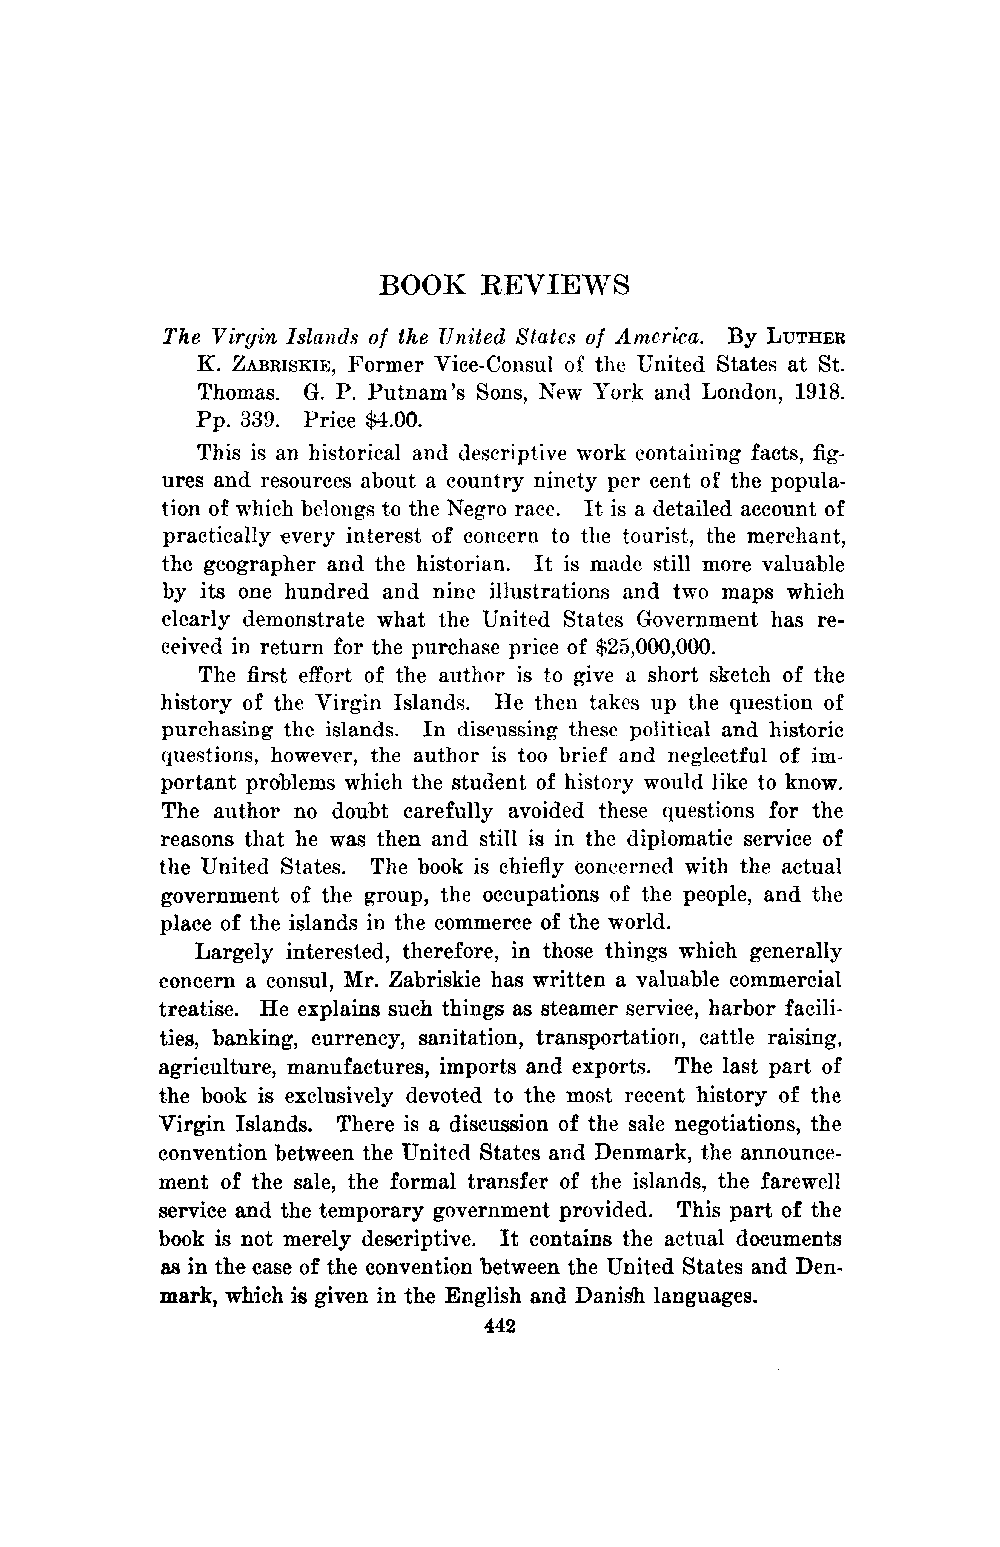 BOOK REVIEWS
The Virgin Islands of the United States of America. By LUTHER
K. ZABRISKIE, Former Vice-Consul of the United States at St.
Thomas. G. P. Putnam's Sons, New York and London, 1918.
Pp. 339. Price $4.00.
This is an historical and descriptive work containing facts, fig-
ures and resources about a country ninety per cent of the popula-
tion of which belongs to the Negro race. It is a detailed account of
practically every interest of concern to the tourist, the merchant,
the geographer and the historian. It is made still more valuable
by its one hundred and nine illustrations and two maps which
clearly demonstrate what the United States Government has re-
ceived in return for the purchase price of $25,000,000.
The first effort of the author is to give a short sketch of the
history of the Virgin Islands. He then takes up the question of
purchasing the islands. In discussing these political and historic
questions, however, the author is too brief and neglectful of im-
portant problems which the student of history would like to know.
The author no doubt carefully avoided these questions for the
reasons that he was then and still is in the diplomatic service of
the United States. The book is chiefly concerned with the actual
government of the group, the occupations of the people, and the
place of the islands in the commerce of the world.
Largely interested, therefore, in those things which generally
concern a consul, Mr. Zabriskie has written a valuable commercial
treatise. He explains such things as steamer service, harbor facili-
ties, banking, currency, sanitation, transportation, cattle raising,
agriculture, manufactures, imports and exports. The last part of
the book is exclusively devoted to the most recent history of the
Virgin Islands. There is a discussion of the sale negotiations, the
convention between the United States and Denmark, the announce-
ment of the sale, the formal transfer of the islands, the farewell
service and the temporary government provided. This part of the
book is not merely descriptive. It contains the actual documents
as in the case of the convention between the United States and Den-
mark, which is given in the English and Danish languages.
442